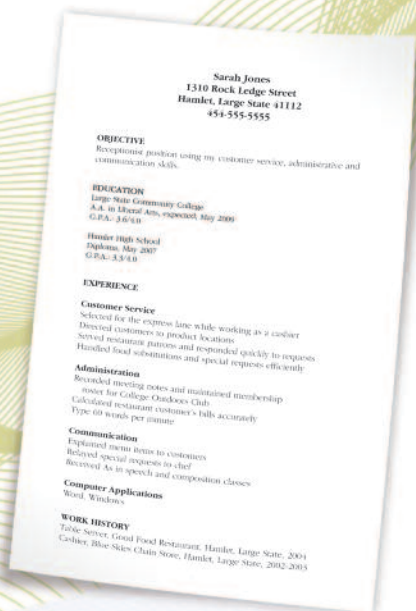 Sarah Jones
1310 Rock Ledge Street
Hamlet, Large State 41112
454-555-5555
OBJECTIVE
Receptionist position using my customer service, administrative and
communication skills.
EDUCATION
Large State Community College
A.A. in Liberal Arts, expected, May 2009
G.P.A.: 3.6/4.0
Hamlet High School
Diploma, May 2007
G.P.A.: 3.3/4.0
EXPERIENCE
Customer Service
Selected for the express lane while working as a cashier
Directed customers to product locations
Served restaurant patrons and responded quickly to requests
Handled food substitutions and special requests efficiently
Administration
Recorded meeting notes and maintained membership
roster for College Outdoors Club
Calculated restaurant customer's bills accurately
Type 60 words per minute
Communication
Explained menu items to customers
Relayed special requests to chef
Received As in speech and composition classes
Computer Applications
Word, Windows
WORK HISTORY
Table Server, Good Food Restaurant, Hamlet, Large State, 2004
Cashier, Blue Skies Chain Store, Hamlet, Large State, 2002-2003